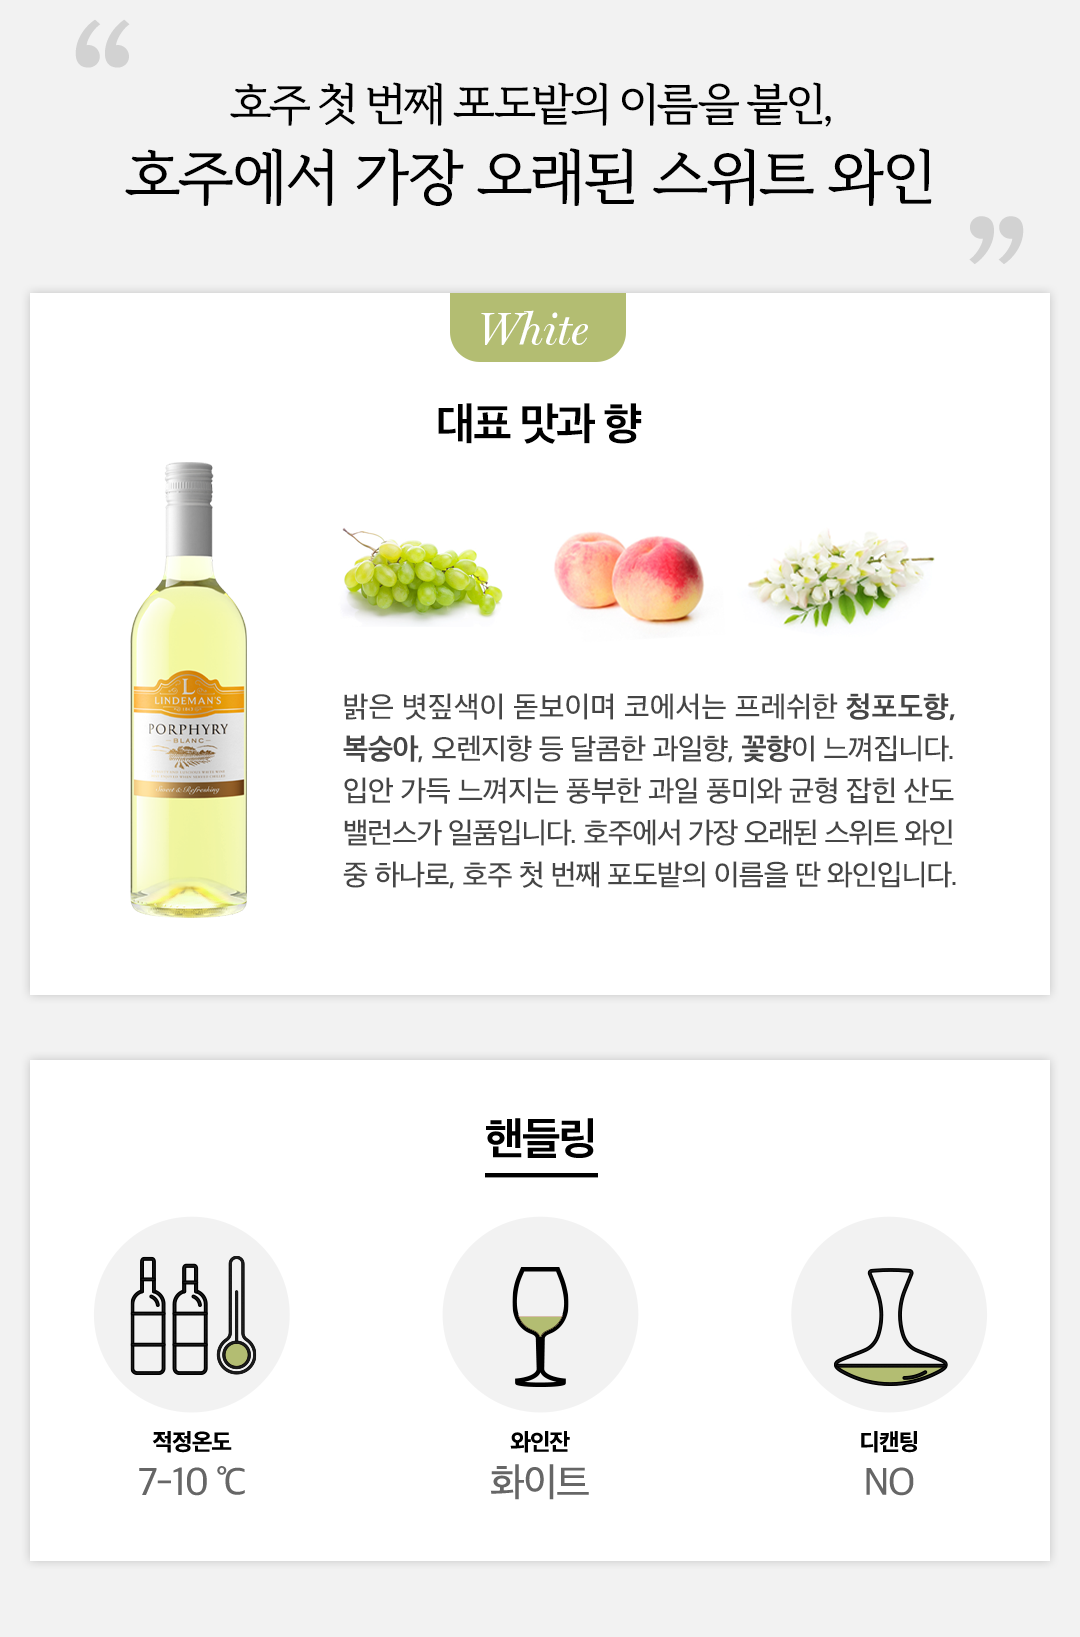 “
호주 첫 번째 포도밭의 이름을 붙인,
호주에서 가장 오래된 스위트 와인
”
White
대표 맛과 향
L
LINDEMAN'S
PORPHYRY
BLANC
Sweet & Refreshing
밝은 볏짚색이 돋보이며 코에서는 프레쉬한 청포도향,
복숭아, 오렌지향 등 달콤한 과일향, 꽃향이 느껴집니다.
입안 가득 느껴지는 풍부한 과일 풍미와 균형 잡힌 산도
밸런스가 일품입니다. 호주에서 가장 오래된 스위트 와인
중 하나로, 호주 첫 번째 포도밭의 이름을 딴 와인입니다.
핸들링
적정온도
7-10 ℃
와인잔
화이트
디캔팅
NO